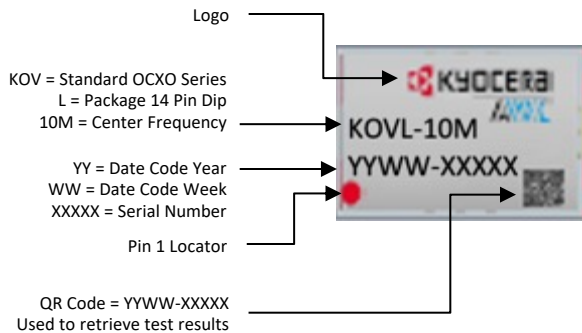 Logo
KYOCERA
AVX
KOV = Standard OCXO Series
L = Package 14 Pin Dip
10M = Center Frequency
KOVL-10M
YY = Date Code Year
WW = Date Code Week
XXXXX = Serial Number
YYWW-XXXXX
Pin 1 Locator
QR Code = YYWW-XXXXX
Used to retrieve test results